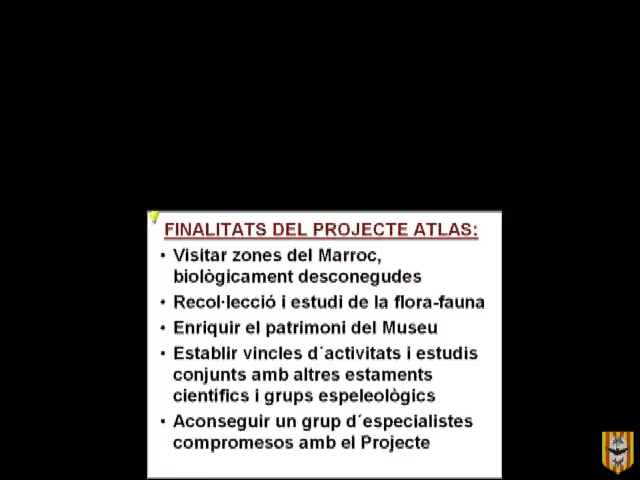 FINALITATS DEL PROJECTE ATLAS:
• Visitar zones del Marroc,
biològicament desconegudes
• Recol·lecció i estudi de la flora-fauna
• Enriquir el patrimoni del Museu
• Establir vincles d´activitats i estudis
conjunts amb altres estaments
científics i grups espeleològics
• Aconseguir un grup d´especialistes
compromesos amb el Projecte